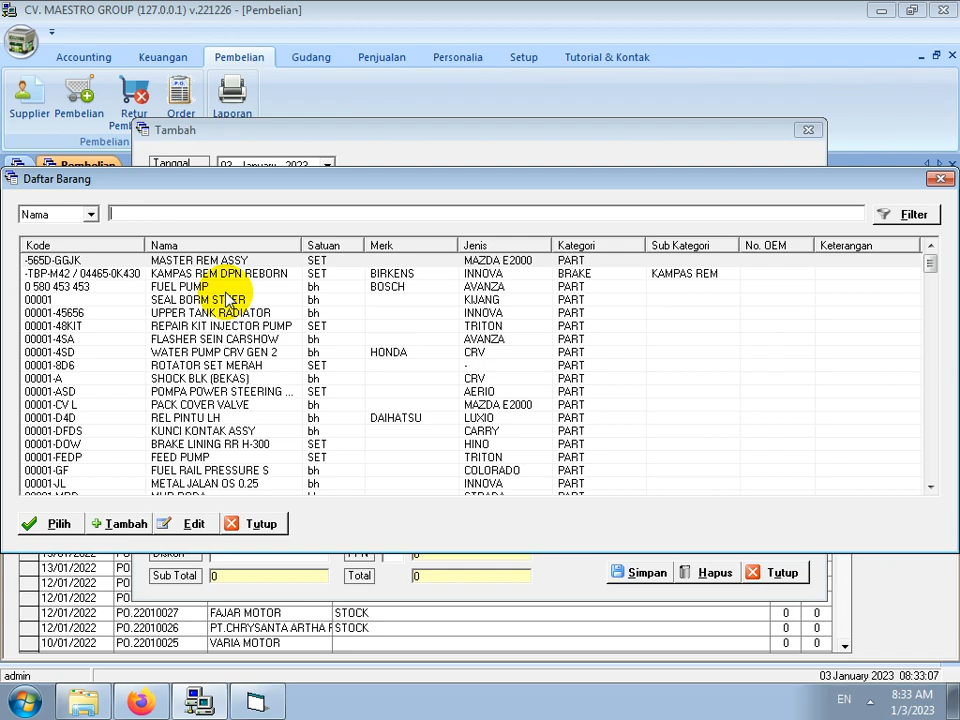 CV. MAESTRO GROUP (127.0.0.1) v.221226 - [Pembelian]
Accounting Keuangan Pembelian Gudang Penjualan Personalia Setup Tutorial & Kontak
Supplier Pembelian Retur Order Laporan
Pembelian
Tambah
Tanggal 03 January 2023
Pembelian
Daftar Barang
Nama Filter
Kode Nama Satuan Merk Jenis Kategori Sub Kategori No. OEM Keterangan
-565D-GGJK MASTER REM ASSY SET MAZDA E2000 PART
-TBP-M42 / 04465-0K430 KAMPAS REM DPN REBORN SET BIRKENS INNOVA BRAKE KAMPAS REM
0 580 453 453 FUEL PUMP bh BOSCH AVANZA PART
00001 SEAL BORM STEER bh KIJANG PART
00001-45656 UPPER TANK RADIATOR bh INNOVA PART
00001-48KIT REPAIR KIT INJECTOR PUMP SET TRITON PART
00001-4SA FLASHER SEIN CARSHOW bh AVANZA PART
00001-4SD WATER PUMP CRV GEN 2 bh HONDA CRV PART
00001-8D6 ROTATOR SET MERAH SET - PART
00001-A SHOCK BLK (BEKAS) bh CRV PART
00001-ASD POMPA POWER STEERING ... SET AERIO PART
00001-CV L PACK COVER VALVE bh MAZDA E2000 PART
00001-D4D REL PINTU LH bh DAIHATSU LUXIO PART
00001-DFDS KUNCI KONTAK ASSY bh CARRY PART
00001-DOW BRAKE LINING RR H-300 SET HINO PART
00001-FEDP FEED PUMP SET TRITON PART
00001-GF FUEL RAIL PRESSURE S bh COLORADO PART
00001-JL METAL JALAN OS 0.25 bh INNOVA PART
Pilih Tambah Edit Tutup
13/01/2022
12/01/2022
12/01/2022
Sub Total 0 Total 0 Simpan Hapus Tutup
12/01/2022 PO.22010027 FAJAR MOTOR STOCK 0 0
12/01/2022 PO.22010026 PT.CHRYSANTA ARTHA STOCK 0 0
10/01/2022 PO.22010025 VARIA MOTOR 0 0
admin 03 January 2023 08:33:07
EN 8:33 AM
1/3/2023